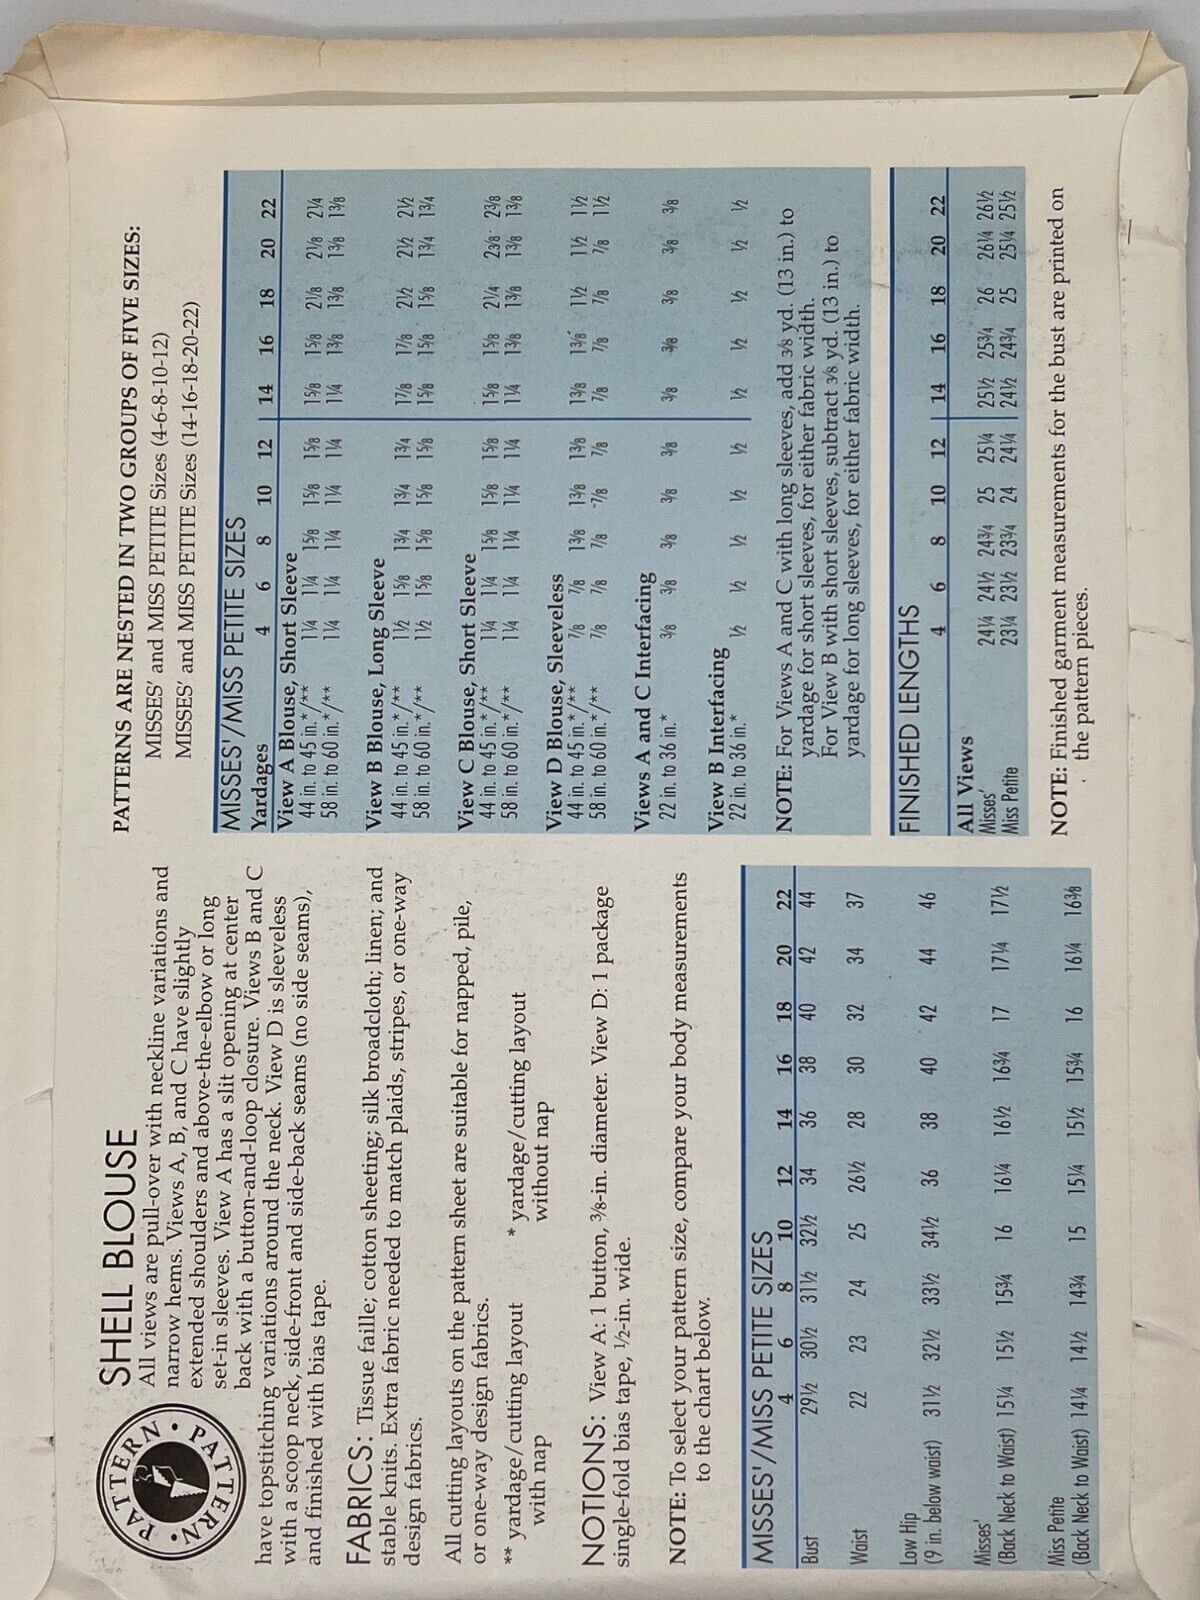 PATTERN • PATTERN •
SHELL BLOUSE
All views are pull-over with neckline variations and
narrow hems. Views A, B, and C have slightly
extended shoulders and above-the-elbow or long
set-in sleeves. View A has a slit opening at center
back with a button-and-loop closure. Views B and C
have topstitching variations around the neck. View D is sleeveless
with a scoop neck, side-front and side-back seams (no side seams),
and finished with bias tape.
FABRICS: Tissue faille; cotton sheeting; silk broadcloth; linen; and
stable knits. Extra fabric needed to match plaids, stripes, or one-way
design fabrics.
All cutting layouts on the pattern sheet are suitable for napped, pile,
or one-way design fabrics.
** yardage/cutting layout * yardage/cutting layout
with nap without nap
NOTIONS: View A: 1 button, 3/8-in. diameter. View D: 1 package
single-fold bias tape, 1/2-in. wide.
NOTE: To select your pattern size, compare your body measurements
to the chart below.
MISSES'/MISS PETITE SIZES
4 6 8 10 12 14 16 18 20 22
Bust 29½ 30½ 31½ 32½ 34 36 38 40 42 44
Waist 22 23 24 25 26½ 28 30 32 34 37
Low Hip
(9 in. below waist) 31½ 32½ 33½ 34½ 36 38 40 42 44 46
Misses'
(Back Neck to Waist) 15¼ 15½ 15¾ 16 16¼ 16½ 16¾ 17 17¼ 17½
Miss Petite
(Back Neck to Waist) 14¼ 14½ 14¾ 15 15¼ 15½ 15¾ 16 16¼ 16⅜
PATTERNS ARE NESTED IN TWO GROUPS OF FIVE SIZES:
MISSES' and MISS PETITE Sizes (4-6-8-10-12)
MISSES' and MISS PETITE Sizes (14-16-18-20-22)
MISSES'/MISS PETITE SIZES
Yardages 4 6 8 10 12 14 16 18 20 22
View A Blouse, Short Sleeve
44 in. to 45 in.*/** 1¼ 1¼ 1⅝ 1⅝ 1⅝ 1⅝ 1⅝ 2⅛ 2⅛ 2¼
58 in. to 60 in.*/** 1¼ 1¼ 1¼ 1¼ 1¼ 1¼ 1⅜ 1⅜ 1⅜ 1⅜
View B Blouse, Long Sleeve
44 in. to 45 in.*/** 1½ 1⅝ 1¾ 1¾ 1¾ 1⅞ 1⅞ 2½ 2½ 2½
58 in. to 60 in.*/** 1½ 1⅝ 1⅝ 1⅝ 1⅝ 1⅝ 1⅝ 1⅝ 1¾ 1¾
View C Blouse, Short Sleeve
44 in. to 45 in.*/** 1¼ 1¼ 1⅝ 1⅝ 1⅝ 1⅝ 1⅝ 2¼ 2⅜ 2⅜
58 in. to 60 in.*/** 1¼ 1¼ 1¼ 1¼ 1¼ 1¼ 1⅜ 1⅜ 1⅜ 1⅜
View D Blouse, Sleeveless
44 in. to 45 in.*/** ⅞ ⅞ 1⅜ 1⅜ 1⅜ 1⅜ 1⅜ 1½ 1½ 1½
58 in. to 60 in.*/** ⅞ ⅞ ⅞ ⅞ ⅞ ⅞ ⅞ ⅞ ⅞ 1½
Views A and C Interfacing
22 in. to 36 in.* ⅜ ⅜ ⅜ ⅜ ⅜ ⅜ ⅜ ⅜ ⅜ ⅜
View B Interfacing
22 in. to 36 in.* ½ ½ ½ ½ ½ ½ ½ ½ ½ ½
NOTE: For Views A and C with long sleeves, add 3/8 yd. (13 in.) to
yardage for short sleeves, for either fabric width.
For View B with short sleeves, subtract 3/8 yd. (13 in.) to
yardage for long sleeves, for either fabric width.
FINISHED LENGTHS
4 6 8 10 12 14 16 18 20 22
All Views
Misses' 24¼ 24½ 24¾ 25 25¼ 25½ 25¾ 26 26¼ 26½
Miss Petite 23¼ 23½ 23¾ 24 24¼ 24½ 24¾ 25 25¼ 25½
NOTE: Finished garment measurements for the bust are printed on
the pattern pieces.